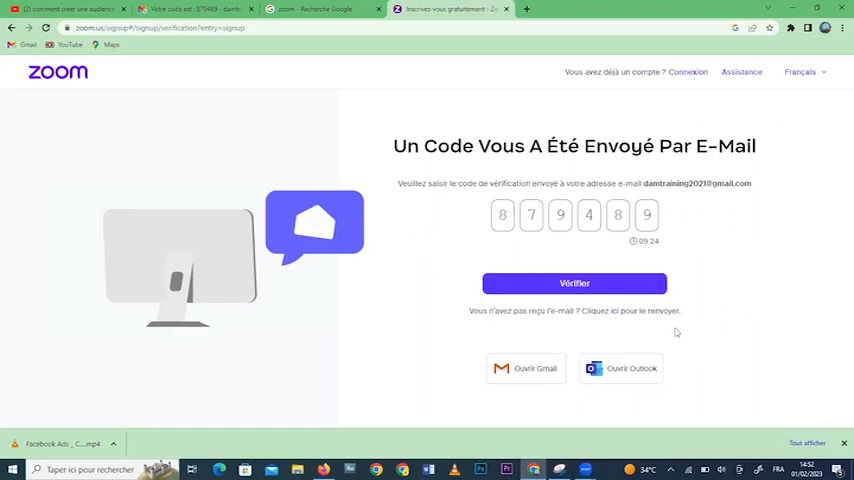 (2) comment créer une audience
Votre code est : 879489 - damtr
zoom - Recherche Google
Inscrivez-vous gratuitement - Zo
zoom.us/signup#/signup/verification?entry=signup
Gmail
YouTube
Maps
zoom
Vous avez déjà un compte ? Connexion
Assistance
Français
Un Code Vous A Été Envoyé Par E-Mail
Veuillez saisir le code de vérification envoyé à votre adresse e-mail damtraining2021@gmail.com
8 7 9 4 8 9
09:24
Vérifier
Vous n'avez pas reçu l'e-mail ? Cliquez ici pour le renvoyer.
Ouvrir Gmail
Ouvrir Outlook
Facebook Ads _ C....mp4
Tout afficher
Taper ici pour rechercher
34°C
FRA
14:52
01/02/2023